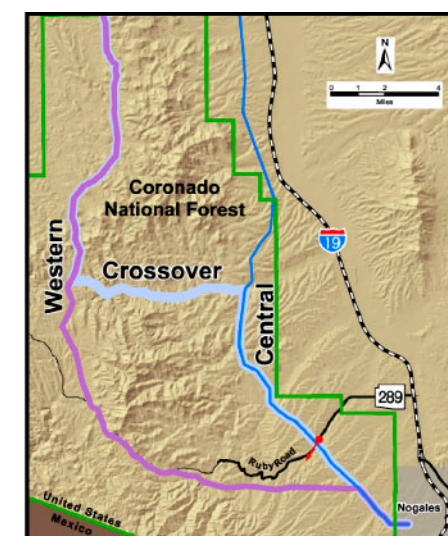 N
0 1 2 4
Miles
Coronado
National Forest
19
Western
Crossover
Central
289
Ruby Road
Nogales
United States
Mexico